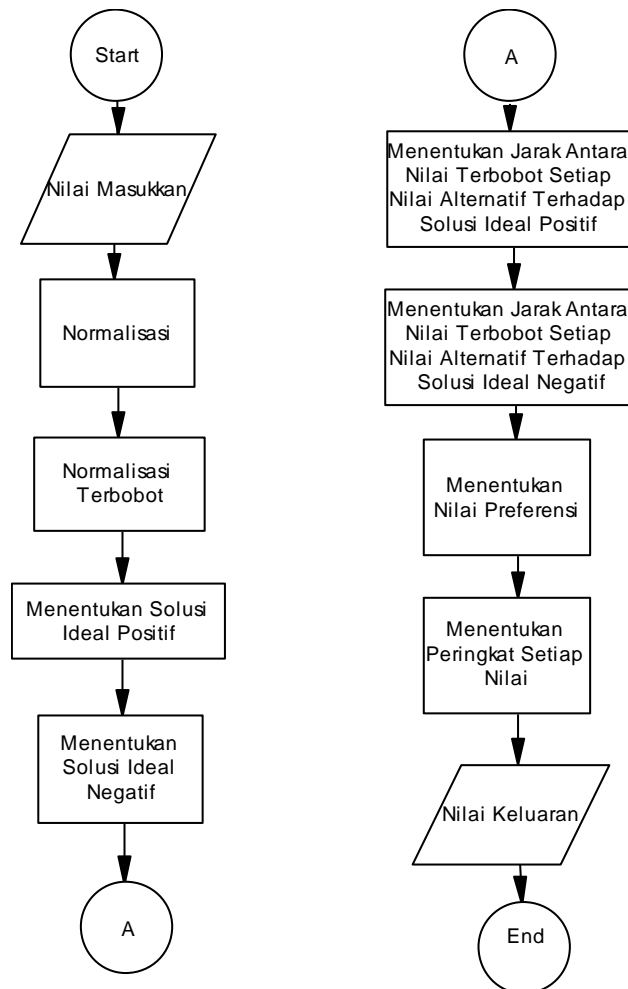 Start
Nilai Masukkan
Normalisasi
Normalisasi
Terbobot
Menentukan Solusi
Ideal Positif
Menentukan
Solusi Ideal
Negatif
A
A
Menentukan Jarak Antara
Nilai Terbobot Setiap
Nilai Alternatif Terhadap
Solusi Ideal Positif
Menentukan Jarak Antara
Nilai Terbobot Setiap
Nilai Alternatif Terhadap
Solusi Ideal Negatif
Menentukan
Nilai Preferensi
Menentukan
Peringkat Setiap
Nilai
Nilai Keluaran
End